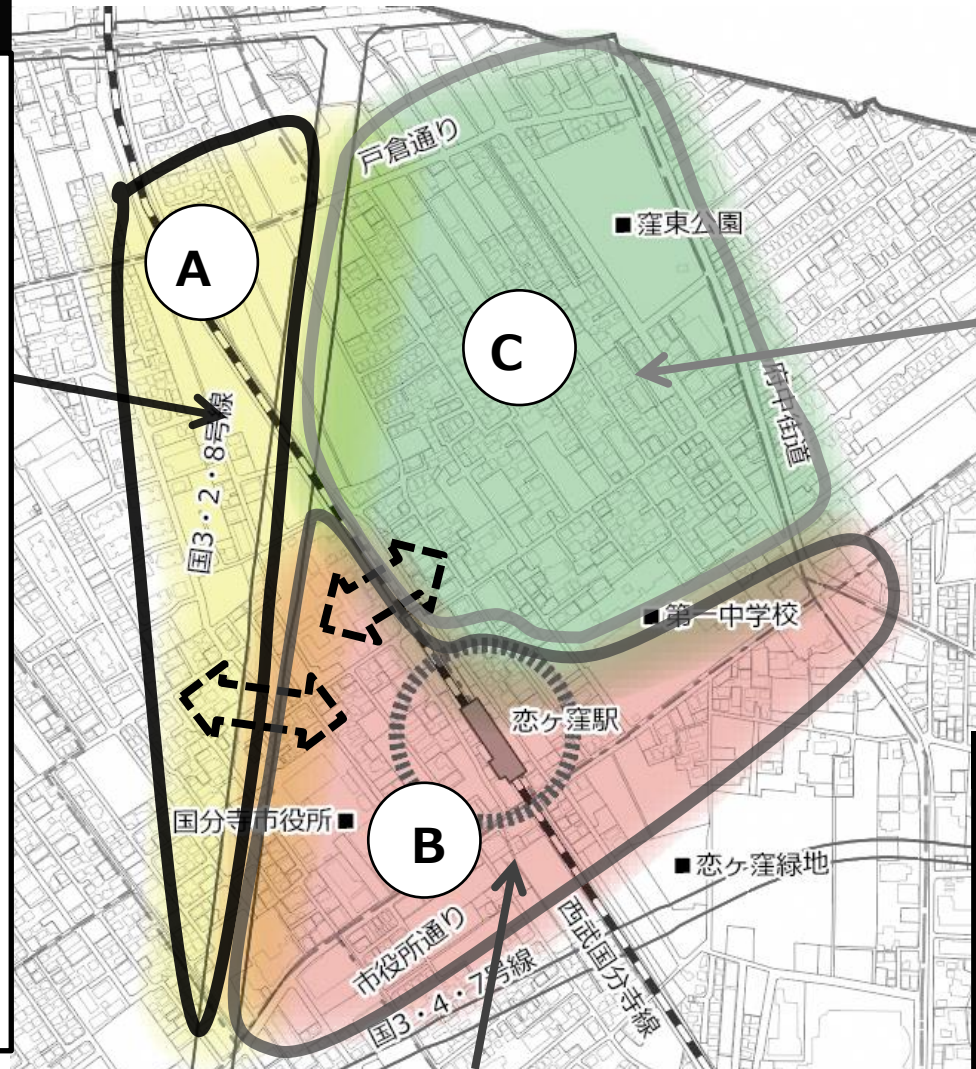 戸倉通り
■窪東公園
A
C
国3・2・8号線
府中街道
■第一中学校
恋ヶ窪駅
国分寺市役所■
B
■恋ヶ窪緑地
市役所通り
国3・4・7号線
西武国分寺線